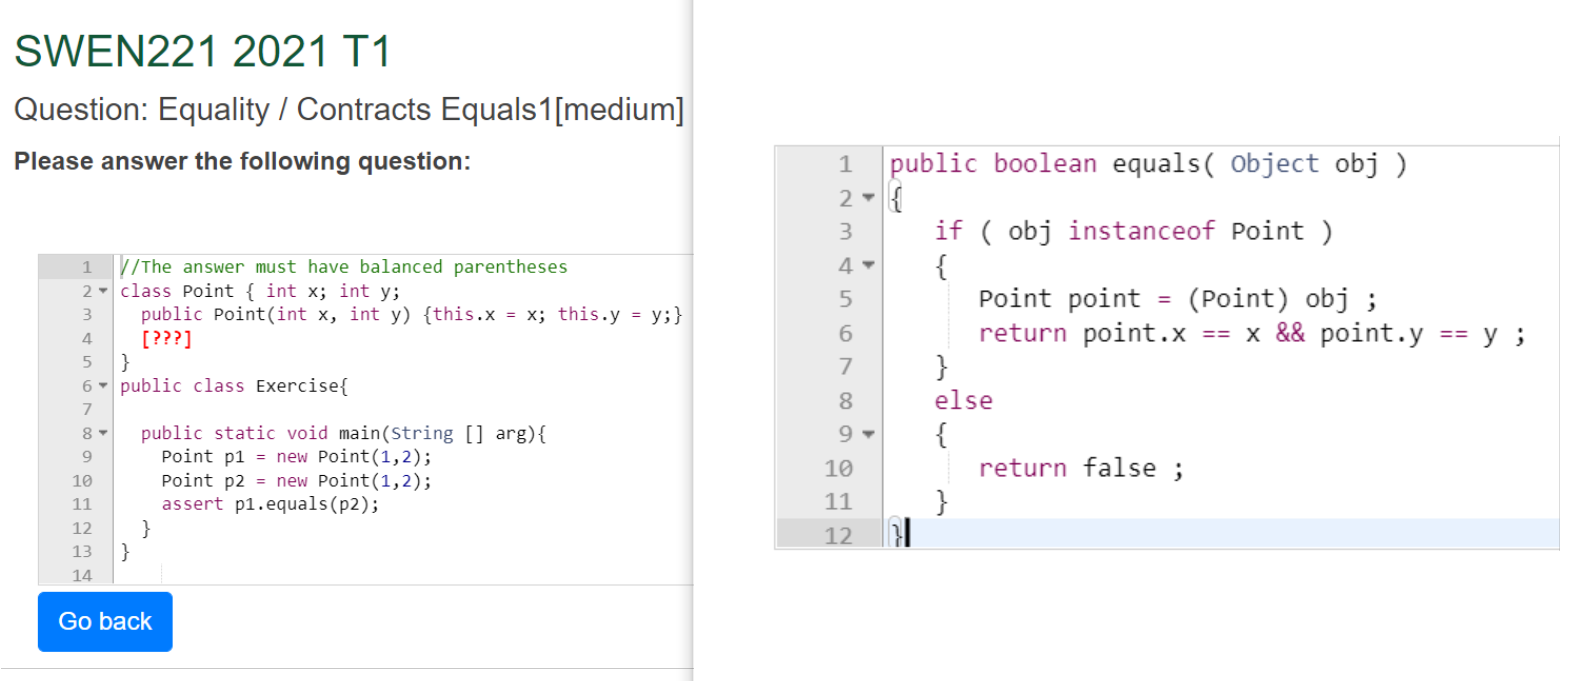 SWEN221 2021 T1
Question: Equality / Contracts Equals1[medium]
Please answer the following question:
1 //The answer must have balanced parentheses
2 class Point { int x; int y;
3 public Point(int x, int y) {this.x = x; this.y = y;}
4 [???]
5 }
6 public class Exercise{
7
8 public static void main(String [] arg){
9 Point p1 = new Point(1,2);
10 Point p2 = new Point(1,2);
11 assert p1.equals(p2);
12 }
13 }
14
Go back
1 public boolean equals( Object obj )
2 {
3 if ( obj instanceof Point )
4 {
5 Point point = (Point) obj ;
6 return point.x == x && point.y == y ;
7 }
8 else
9 {
10 return false ;
11 }
12 }